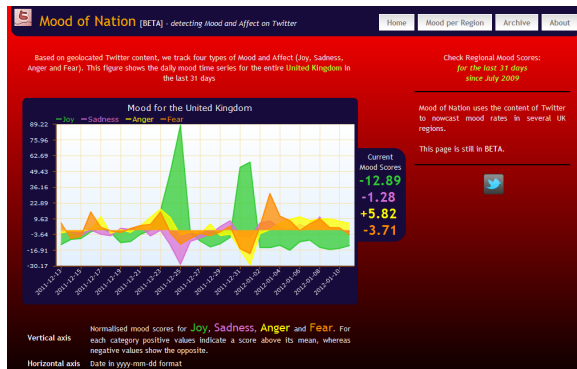 Mood of Nation [BETA] - detecting Mood and Affect on Twitter
Home
Mood per Region
Archive
About
Based on geolocated Twitter content, we track four types of Mood and Affect (Joy, Sadness,
Anger and Fear). This figure shows the daily mood time series for the entire United Kingdom in
the last 31 days
Check Regional Mood Scores:
for the last 31 days
since July 2009
Mood of Nation uses the content of Twitter
to nowcast mood rates in several UK
regions.
This page is still in BETA.
Mood for the United Kingdom
Joy
Sadness
Anger
Fear
89.22
75.96
62.69
49.43
36.16
22.89
9.63
-3.64
-16.91
-30.17
2011-12-13
2011-12-15
2011-12-17
2011-12-19
2011-12-21
2011-12-23
2011-12-25
2011-12-27
2011-12-29
2011-12-31
2012-01-02
2012-01-04
2012-01-06
2012-01-08
2012-01-10
Current
Mood Scores
-12.89
-1.28
+5.82
-3.71
Vertical axis
Normalised mood scores for Joy, Sadness, Anger and Fear. For
each category positive values indicate a score above its mean, whereas
negative values show the opposite.
Horizontal axis
Date in yyyy-mm-dd format